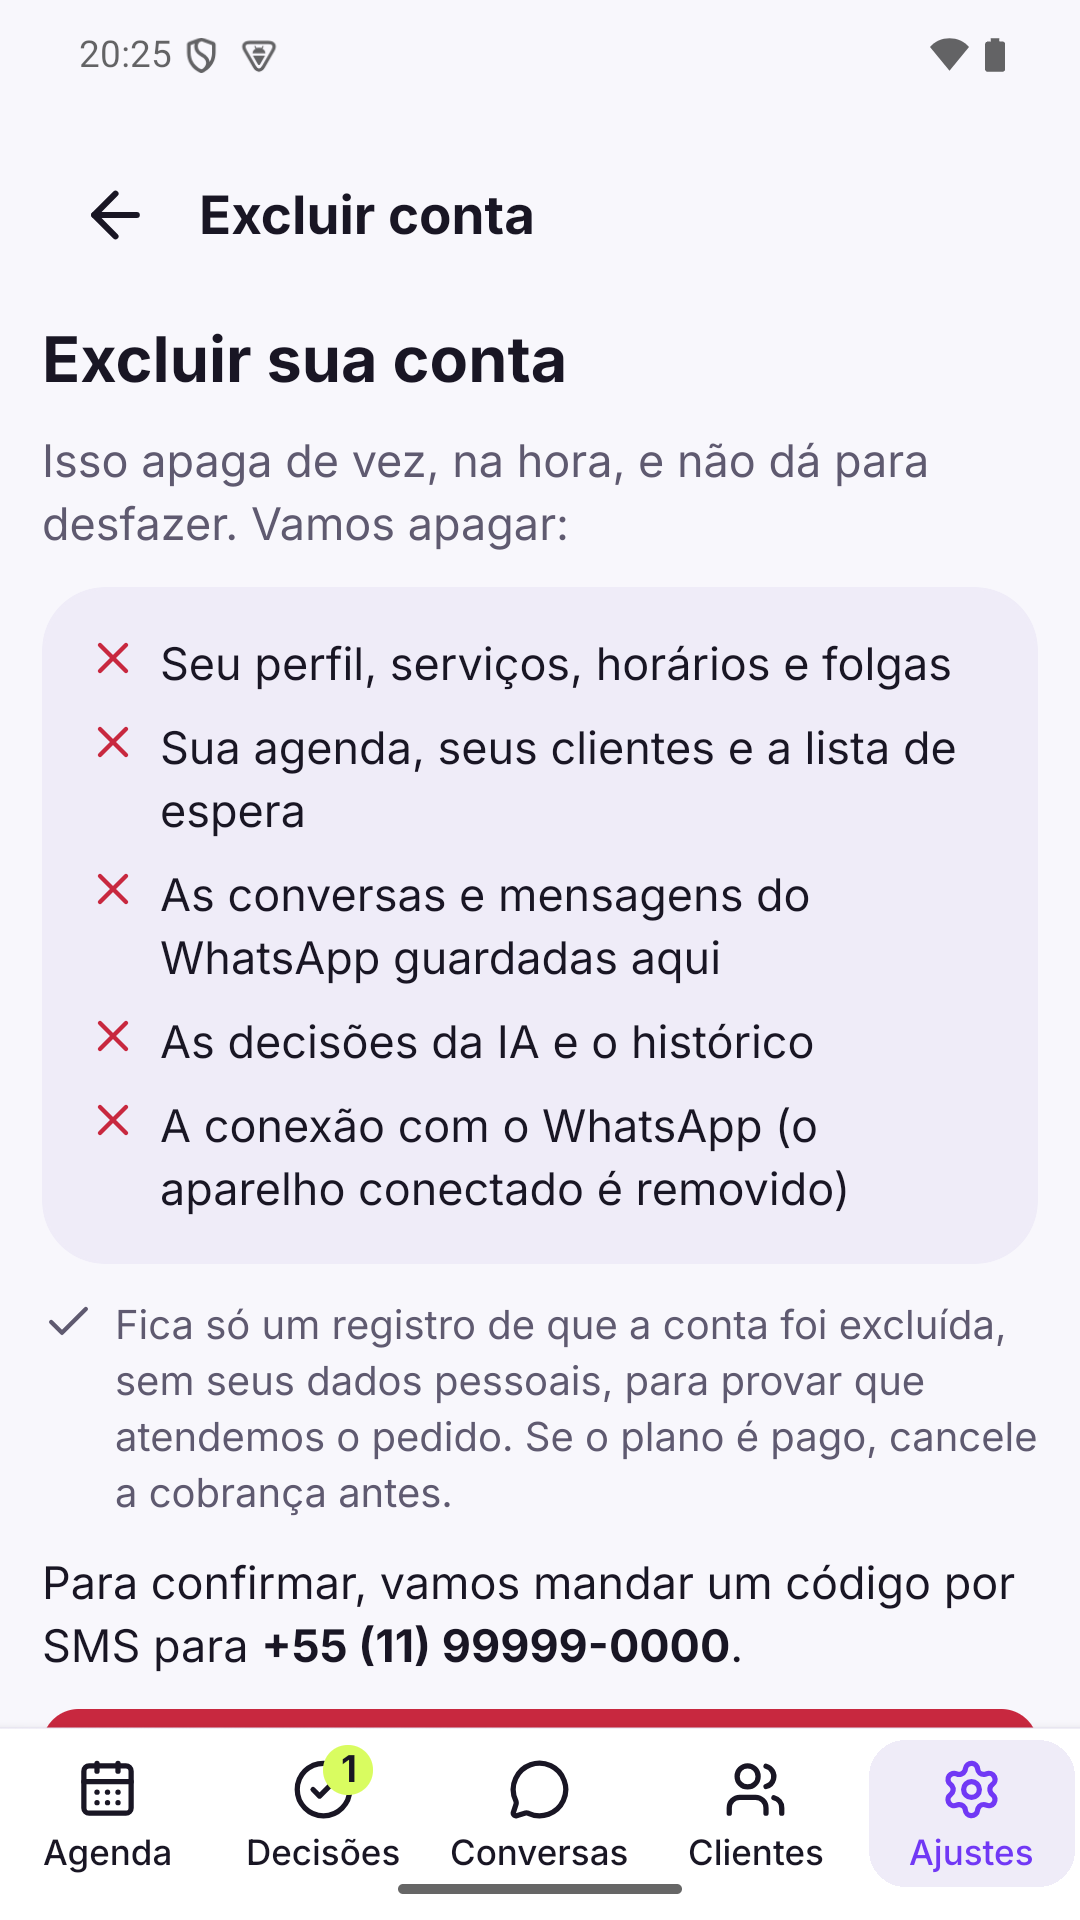 20:25
Excluir conta
Excluir sua conta
Isso apaga de vez, na hora, e não dá para
desfazer. Vamos apagar:
Seu perfil, serviços, horários e folgas
Sua agenda, seus clientes e a lista de
espera
As conversas e mensagens do
WhatsApp guardadas aqui
As decisões da IA e o histórico
A conexão com o WhatsApp (o
aparelho conectado é removido)
Fica só um registro de que a conta foi excluída,
sem seus dados pessoais, para provar que
atendemos o pedido. Se o plano é pago, cancele
a cobrança antes.
Para confirmar, vamos mandar um código por
SMS para +55 (11) 99999-0000.
1
Agenda Decisões Conversas Clientes Ajustes